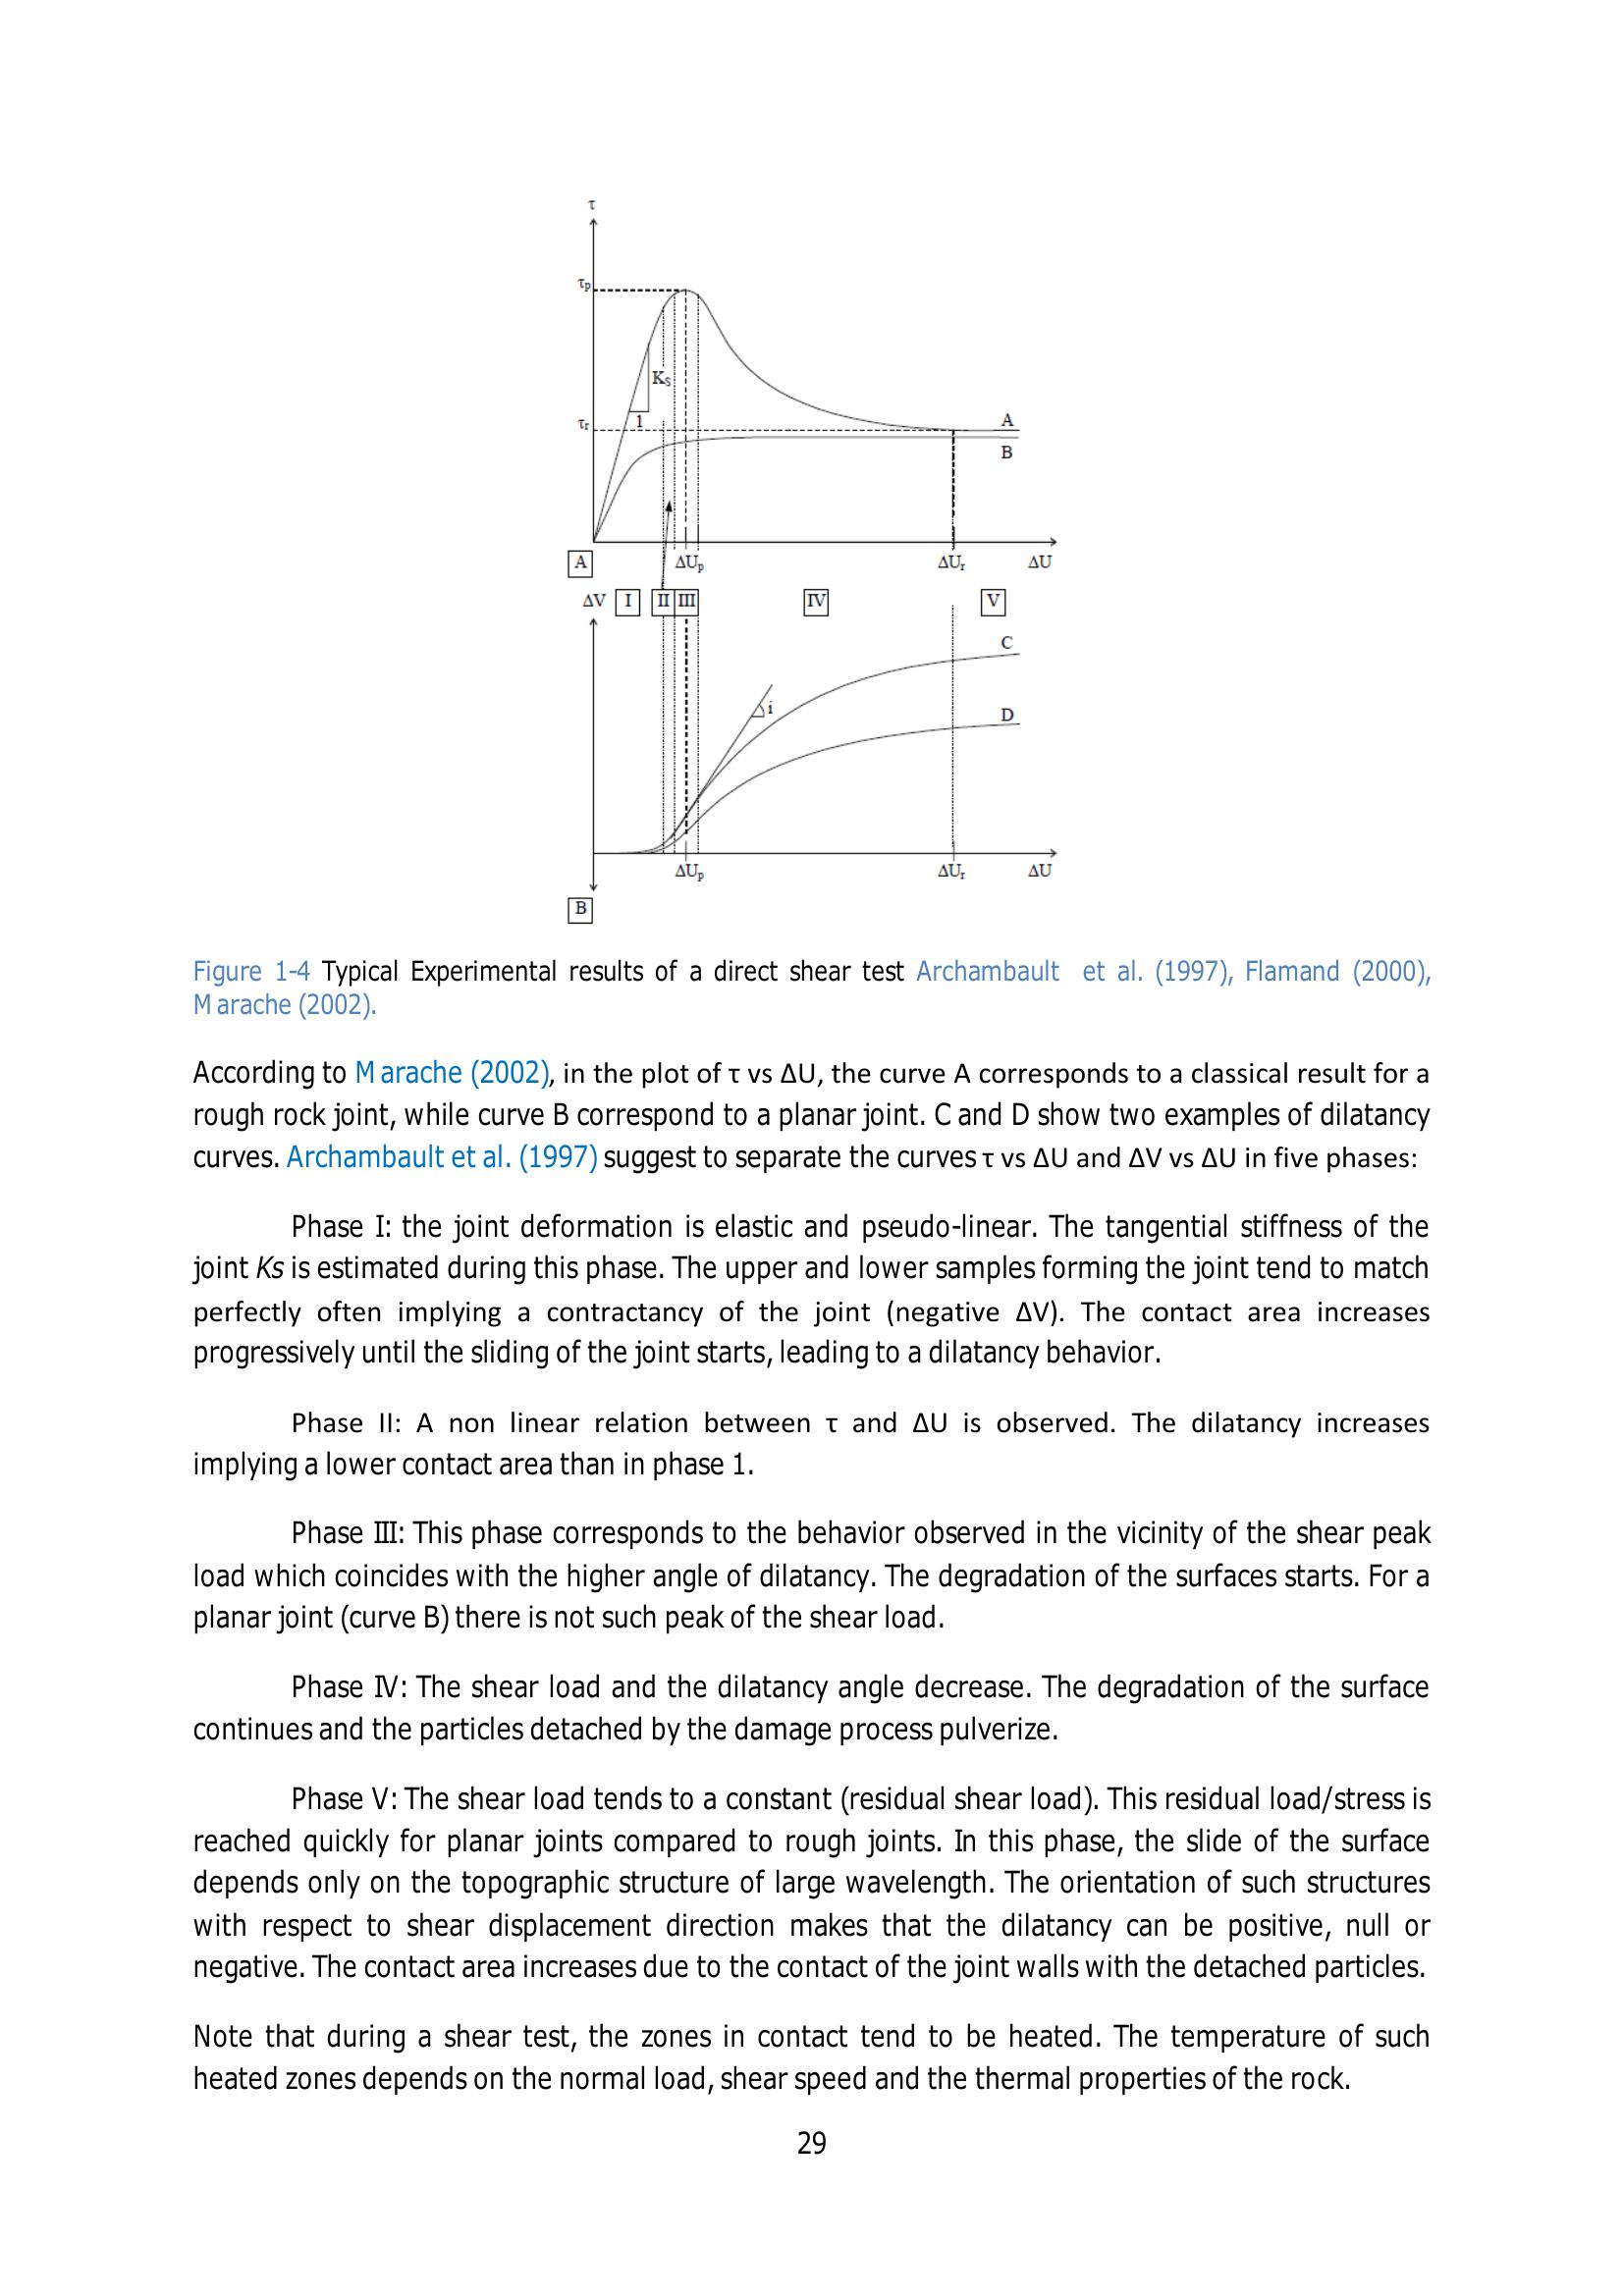 τ
τp
Ks
1
τr
A
B
A
ΔUp
ΔUr
ΔU
ΔV
I
II
III
IV
V
C
i
D
ΔUp
ΔUr
ΔU
B
Figure 1-4 Typical Experimental results of a direct shear test Archambault et al. (1997), Flamand (2000),
Marache (2002).
According to Marache (2002), in the plot of τ vs ΔU, the curve A corresponds to a classical result for a
rough rock joint, while curve B correspond to a planar joint. C and D show two examples of dilatancy
curves. Archambault et al. (1997) suggest to separate the curves τ vs ΔU and ΔV vs ΔU in five phases:
Phase I: the joint deformation is elastic and pseudo-linear. The tangential stiffness of the
joint Ks is estimated during this phase. The upper and lower samples forming the joint tend to match
perfectly often implying a contractancy of the joint (negative ΔV). The contact area increases
progressively until the sliding of the joint starts, leading to a dilatancy behavior.
Phase II: A non linear relation between τ and ΔU is observed. The dilatancy increases
implying a lower contact area than in phase 1.
Phase III: This phase corresponds to the behavior observed in the vicinity of the shear peak
load which coincides with the higher angle of dilatancy. The degradation of the surfaces starts. For a
planar joint (curve B) there is not such peak of the shear load.
Phase IV: The shear load and the dilatancy angle decrease. The degradation of the surface
continues and the particles detached by the damage process pulverize.
Phase V: The shear load tends to a constant (residual shear load). This residual load/stress is
reached quickly for planar joints compared to rough joints. In this phase, the slide of the surface
depends only on the topographic structure of large wavelength. The orientation of such structures
with respect to shear displacement direction makes that the dilatancy can be positive, null or
negative. The contact area increases due to the contact of the joint walls with the detached particles.
Note that during a shear test, the zones in contact tend to be heated. The temperature of such
heated zones depends on the normal load, shear speed and the thermal properties of the rock.
29